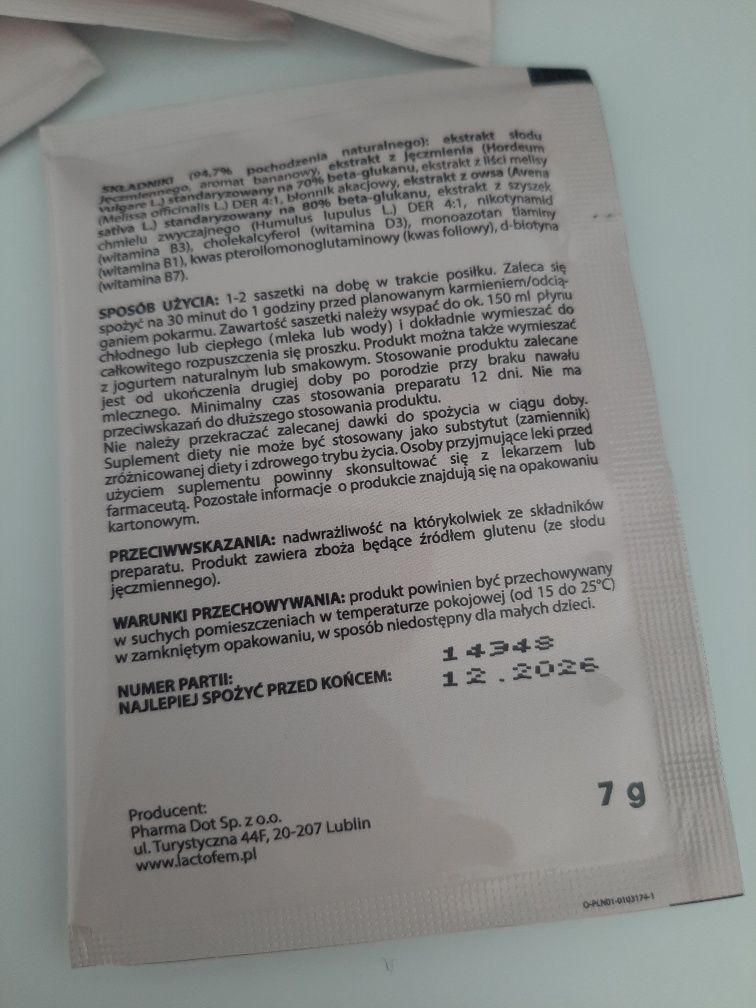 SKŁADNIKI (94,7% pochodzenia naturalnego): ekstrakt słodu
jęczmiennego, aromat bananowy, ekstrakt z jęczmienia (Hordeum
vulgare L.) standaryzowany na 70% beta-glukanu, ekstrakt z liści melisy
(Melissa officinalis L.) DER 4:1, błonnik akacjowy, ekstrakt z owsa (Avena
sativa L.) standaryzowany na 80% beta-glukanu, ekstrakt z szyszek
chmielu zwyczajnego (Humulus lupulus L.) DER 4:1, nikotynamid
(witamina B3), cholekalcyferol (witamina D3), monoazotan tiaminy
(witamina B1), kwas pteroilomonoglutaminowy (kwas foliowy), d-biotyna
(witamina B7).
SPOSÓB UŻYCIA: 1-2 saszetki na dobę w trakcie posiłku. Zaleca się
spożyć na 30 minut do 1 godziny przed planowanym karmieniem/odcią-
ganiem pokarmu. Zawartość saszetki należy wsypać do ok. 150 ml płynu
chłodnego lub ciepłego (mleka lub wody) i dokładnie wymieszać do
całkowitego rozpuszczenia się proszku. Produkt można także wymieszać
z jogurtem naturalnym lub smakowym. Stosowanie produktu zalecane
jest od ukończenia drugiej doby po porodzie przy braku nawału
mlecznego. Minimalny czas stosowania preparatu 12 dni. Nie ma
przeciwskazań do dłuższego stosowania produktu.
Nie należy przekraczać zalecanej dawki do spożycia w ciągu doby.
Suplement diety nie może być stosowany jako substytut (zamiennik)
zróżnicowanej diety i zdrowego trybu życia. Osoby przyjmujące leki przed
użyciem suplementu powinny skonsultować się z lekarzem lub
farmaceutą. Pozostałe informacje o produkcie znajdują się na opakowaniu
kartonowym.
PRZECIWWSKAZANIA: nadwrażliwość na którykolwiek ze składników
preparatu. Produkt zawiera zboża będące źródłem glutenu (ze słodu
jęczmiennego).
WARUNKI PRZECHOWYWANIA: produkt powinien być przechowywany
w suchych pomieszczeniach w temperaturze pokojowej (od 15 do 25°C)
w zamkniętym opakowaniu, w sposób niedostępny dla małych dzieci.
NUMER PARTII: 14348
NAJLEPIEJ SPOŻYĆ PRZED KOŃCEM: 12.2026
7 g
Producent:
Pharma Dot Sp. z o.o.
ul. Turystyczna 44F, 20-207 Lublin
www.lactofem.pl
O-PLN01-0103174-1